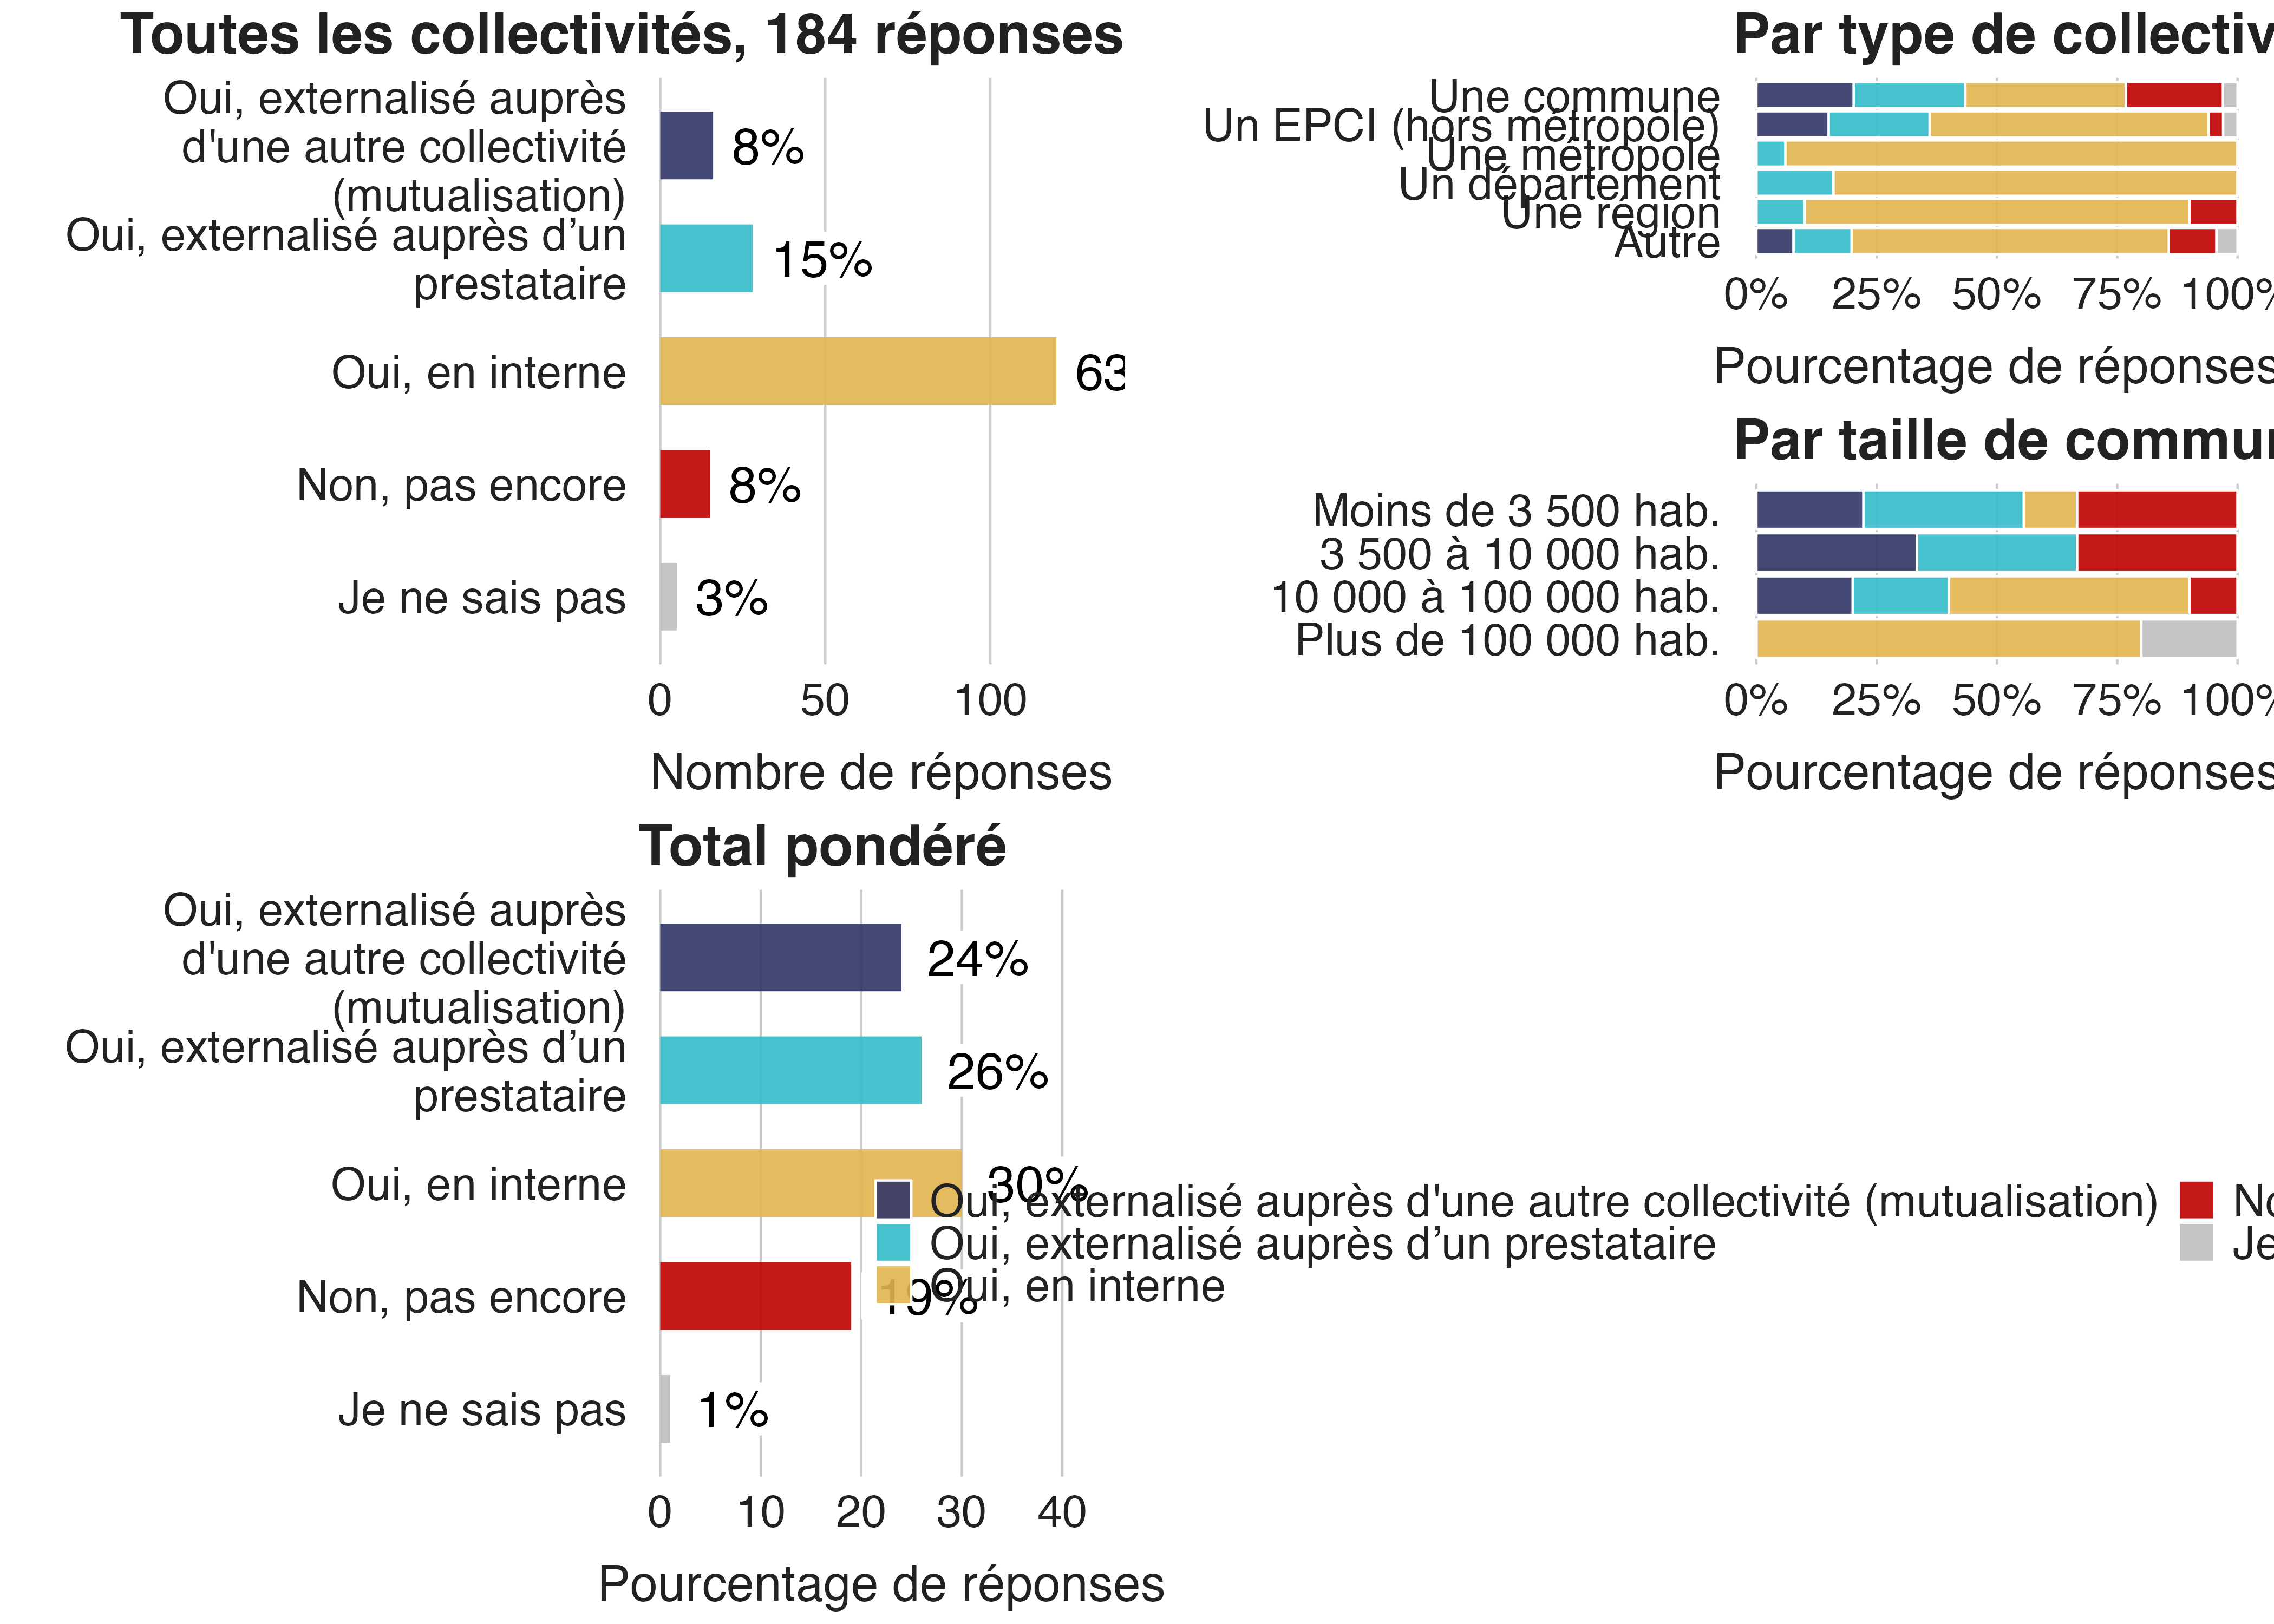 Toutes les collectivités, 184 réponses
Oui, externalisé auprès
d'une autre collectivité
(mutualisation)
8%
Oui, externalisé auprès d’un
prestataire
15%
Oui, en interne
63
Non, pas encore
8%
Je ne sais pas
3%
0 50 100
Nombre de réponses
Par type de collectiv
Une commune
Un EPCI (hors métropole)
Une métropole
Un département
Une région
Autre
0% 25% 50% 75% 100%
Pourcentage de réponses
Par taille de commun
Moins de 3 500 hab.
3 500 à 10 000 hab.
10 000 à 100 000 hab.
Plus de 100 000 hab.
0% 25% 50% 75% 100%
Pourcentage de réponses
Total pondéré
Oui, externalisé auprès
d'une autre collectivité
(mutualisation)
24%
Oui, externalisé auprès d’un
prestataire
26%
Oui, en interne
30%
Non, pas encore
19%
Je ne sais pas
1%
0 10 20 30 40
Pourcentage de réponses
Oui, externalisé auprès d'une autre collectivité (mutualisation)
Oui, externalisé auprès d’un prestataire
Oui, en interne
No
Je